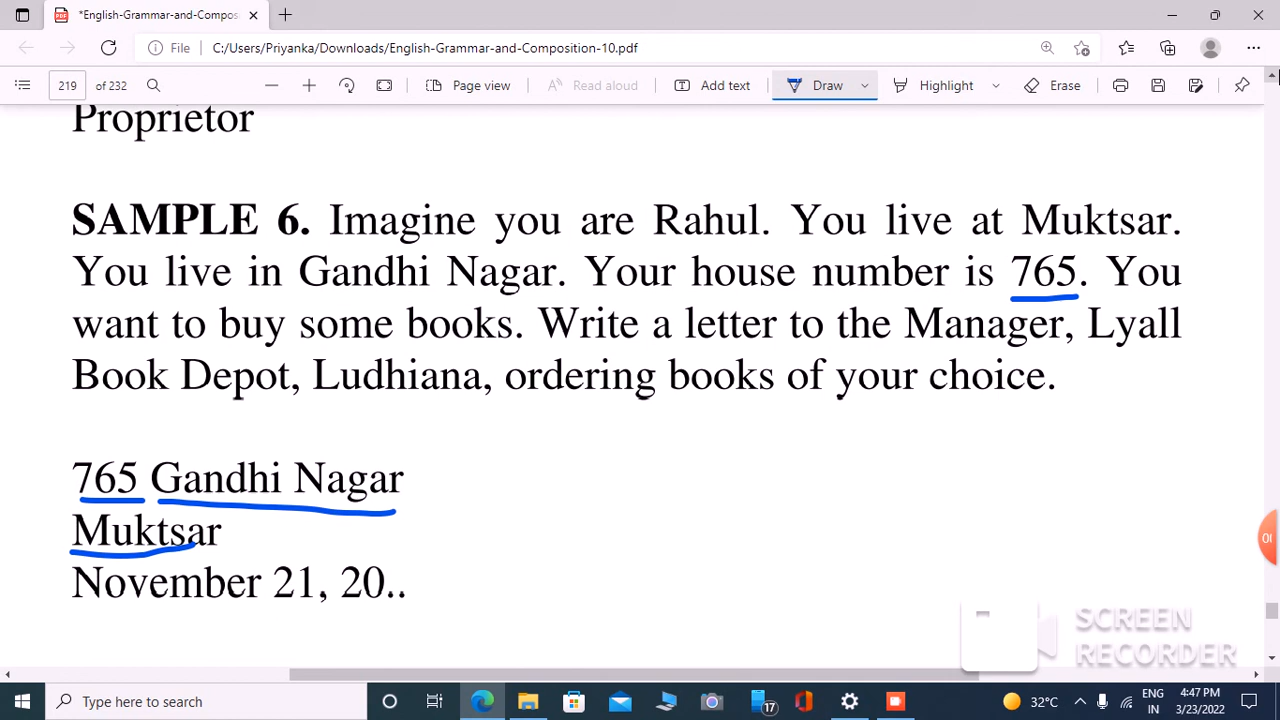 *English-Grammar-and-Compos
File
C:/Users/Priyanka/Downloads/English-Grammar-and-Composition-10.pdf
219 of 232
Page view
Read aloud
Add text
Draw
Highlight
Erase
Proprietor
SAMPLE 6. Imagine you are Rahul. You live at Muktsar.
You live in Gandhi Nagar. Your house number is 765. You
want to buy some books. Write a letter to the Manager, Lyall
Book Depot, Ludhiana, ordering books of your choice.
765 Gandhi Nagar
Muktsar
November 21, 20..
SCREEN
RECORDER
Type here to search
17
32°C
ENG
IN
4:47 PM
3/23/2022